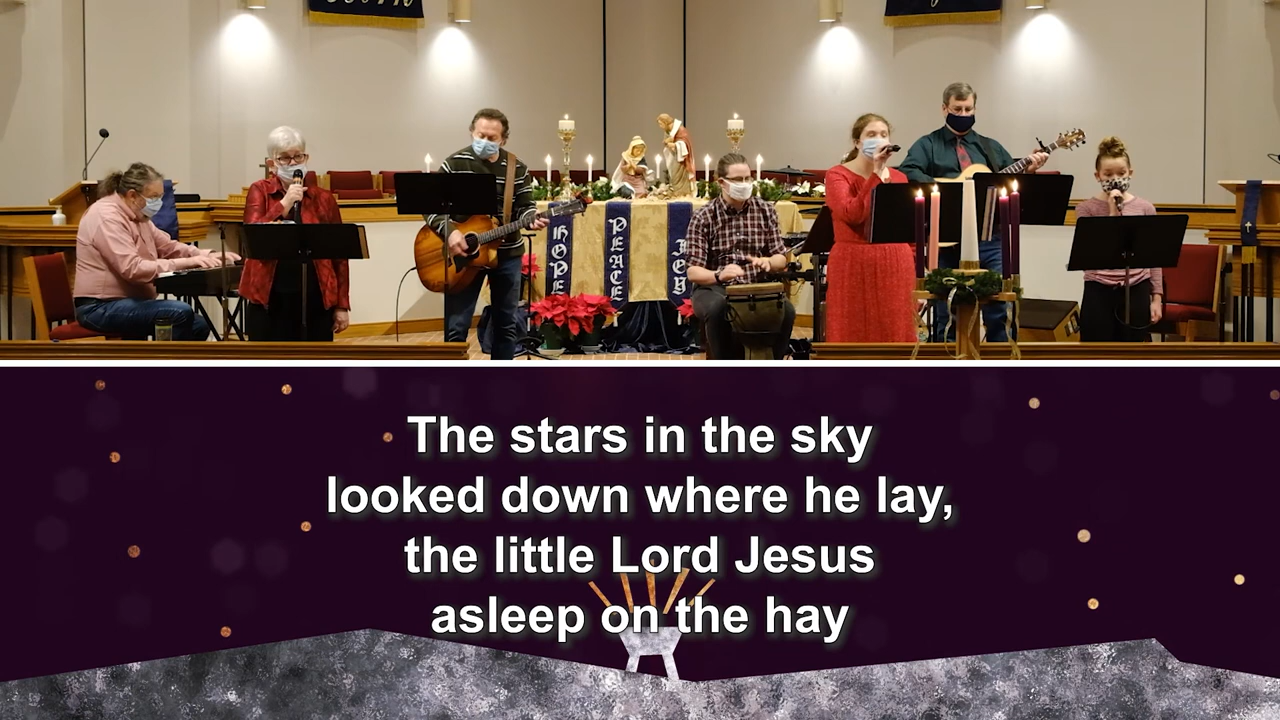 HOPE
PEACE
JOY
The stars in the sky
looked down where he lay,
the little Lord Jesus
asleep on the hay